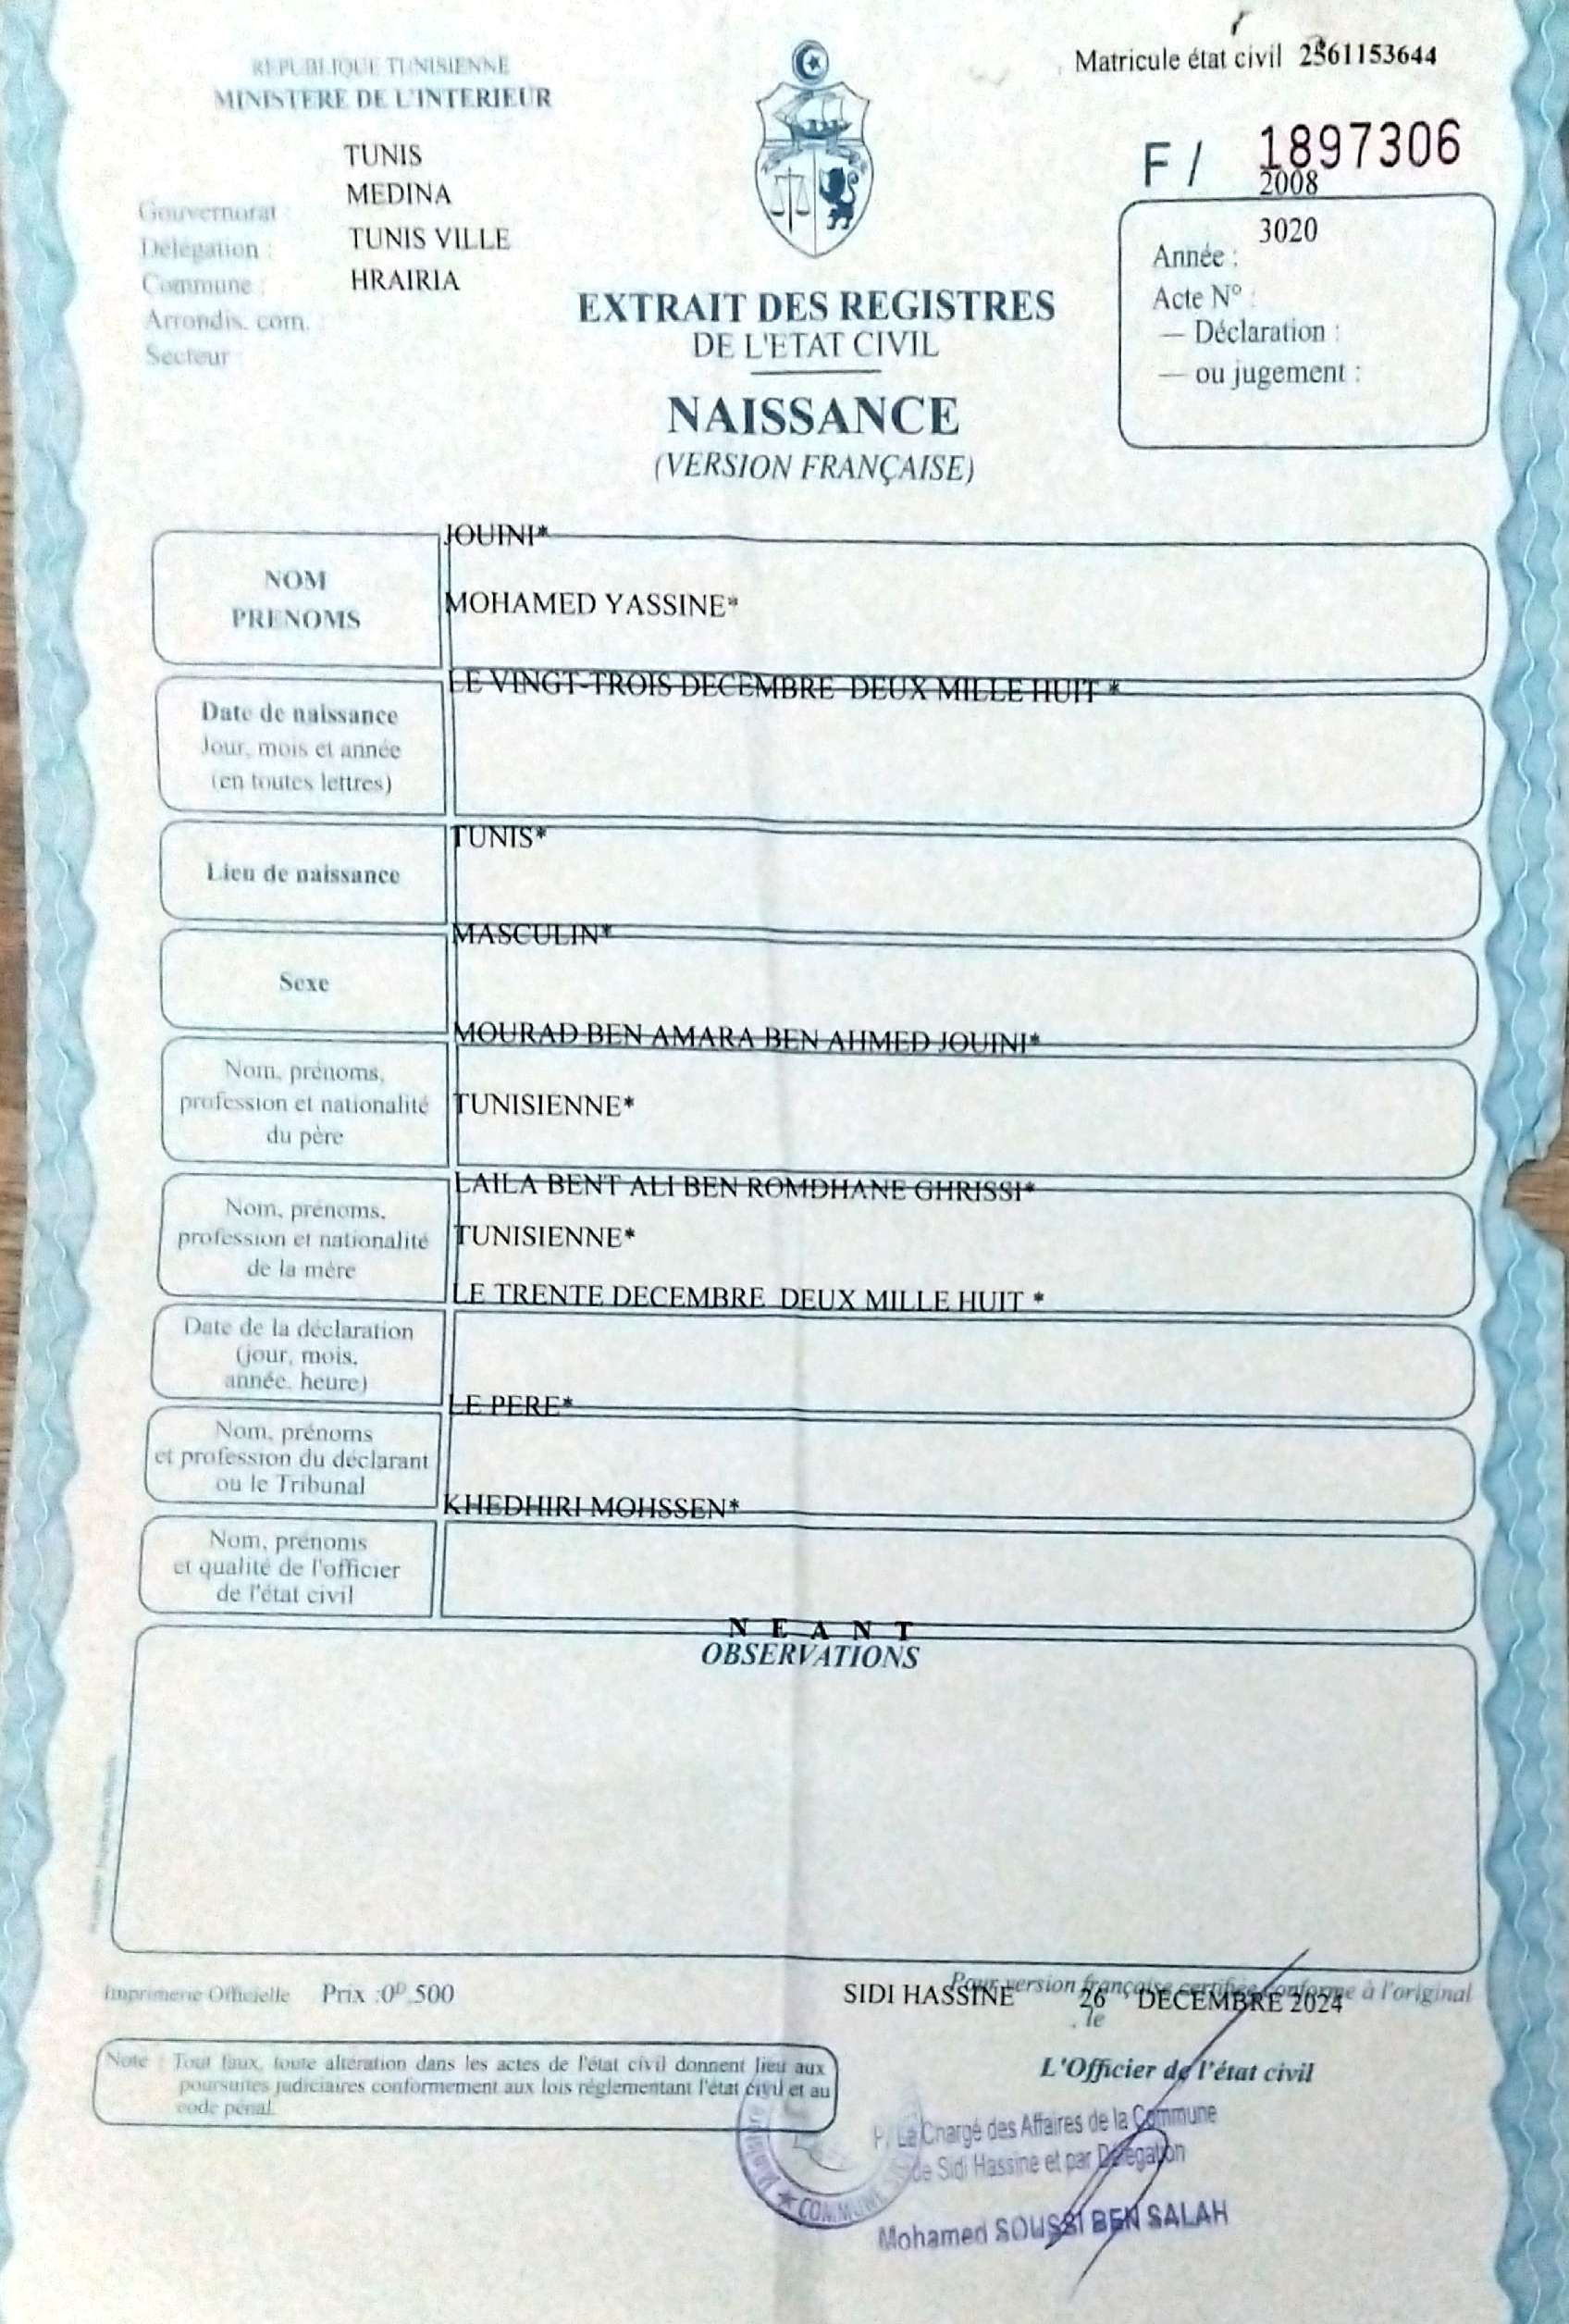 REPUBLIQUE TUNISIENNE
MINISTERE DE L'INTERIEUR
Matricule état civil 2561153644
F / 1897306
TUNIS
MEDINA
TUNIS VILLE
HRAIRIA
Gouvernorat :
Délégation :
Commune :
Arrondis. com. :
Secteur :
2008
3020
Année :
Acte N° :
— Déclaration :
— ou jugement :
EXTRAIT DES REGISTRES
DE L'ETAT CIVIL
NAISSANCE
(VERSION FRANÇAISE)
NOM
PRENOMS
JOUINI*
MOHAMED YASSINE*
Date de naissance
Jour, mois et année
(en toutes lettres)
LE VINGT-TROIS DECEMBRE DEUX MILLE HUIT *
Lieu de naissance
TUNIS*
Sexe
MASCULIN*
Nom, prénoms,
profession et nationalité
du père
MOURAD BEN AMARA BEN AHMED JOUINI*
TUNISIENNE*
Nom, prénoms,
profession et nationalité
de la mère
LAILA BENT ALI BEN ROMDHANE GHRISSI*
TUNISIENNE*
Date de la déclaration
(jour, mois,
année, heure)
LE TRENTE DECEMBRE DEUX MILLE HUIT *
Nom, prénoms
et profession du déclarant
ou le Tribunal
LE PERE*
Nom, prénoms
et qualité de l'officier
de l'état civil
KHEDHIRI MOHSSEN*
N E A N T
OBSERVATIONS
Imprimerie Officielle Prix :0D 500
Pour version française certifiée conforme à l'original
SIDI HASSINE 26 DECEMBRE 2024
, le
Note : Tout faux, toute altération dans les actes de l'état civil donnent lieu aux
poursuites judiciaires conformement aux lois règlementant l'état civil et au
code pénal.
L'Officier de l'état civil
P. Le Chargé des Affaires de la Commune
de Sidi Hassine et par Délégation
Mohamed SOUSSI BEN SALAH
COMMUNE